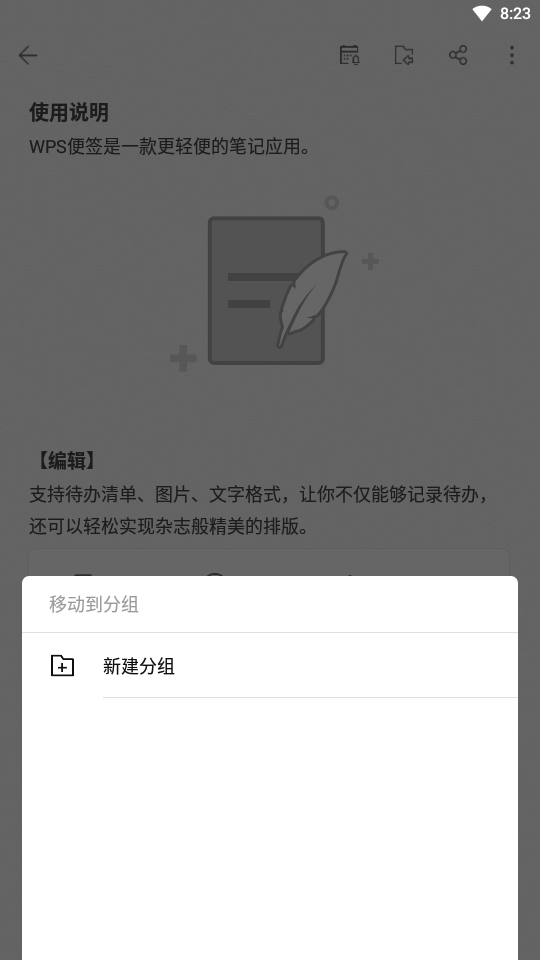 8:23
使用说明
WPS便签是一款更轻便的笔记应用。
【编辑】
支持待办清单、图片、文字格式，让你不仅能够记录待办，
还可以轻松实现杂志般精美的排版。
移动到分组
新建分组